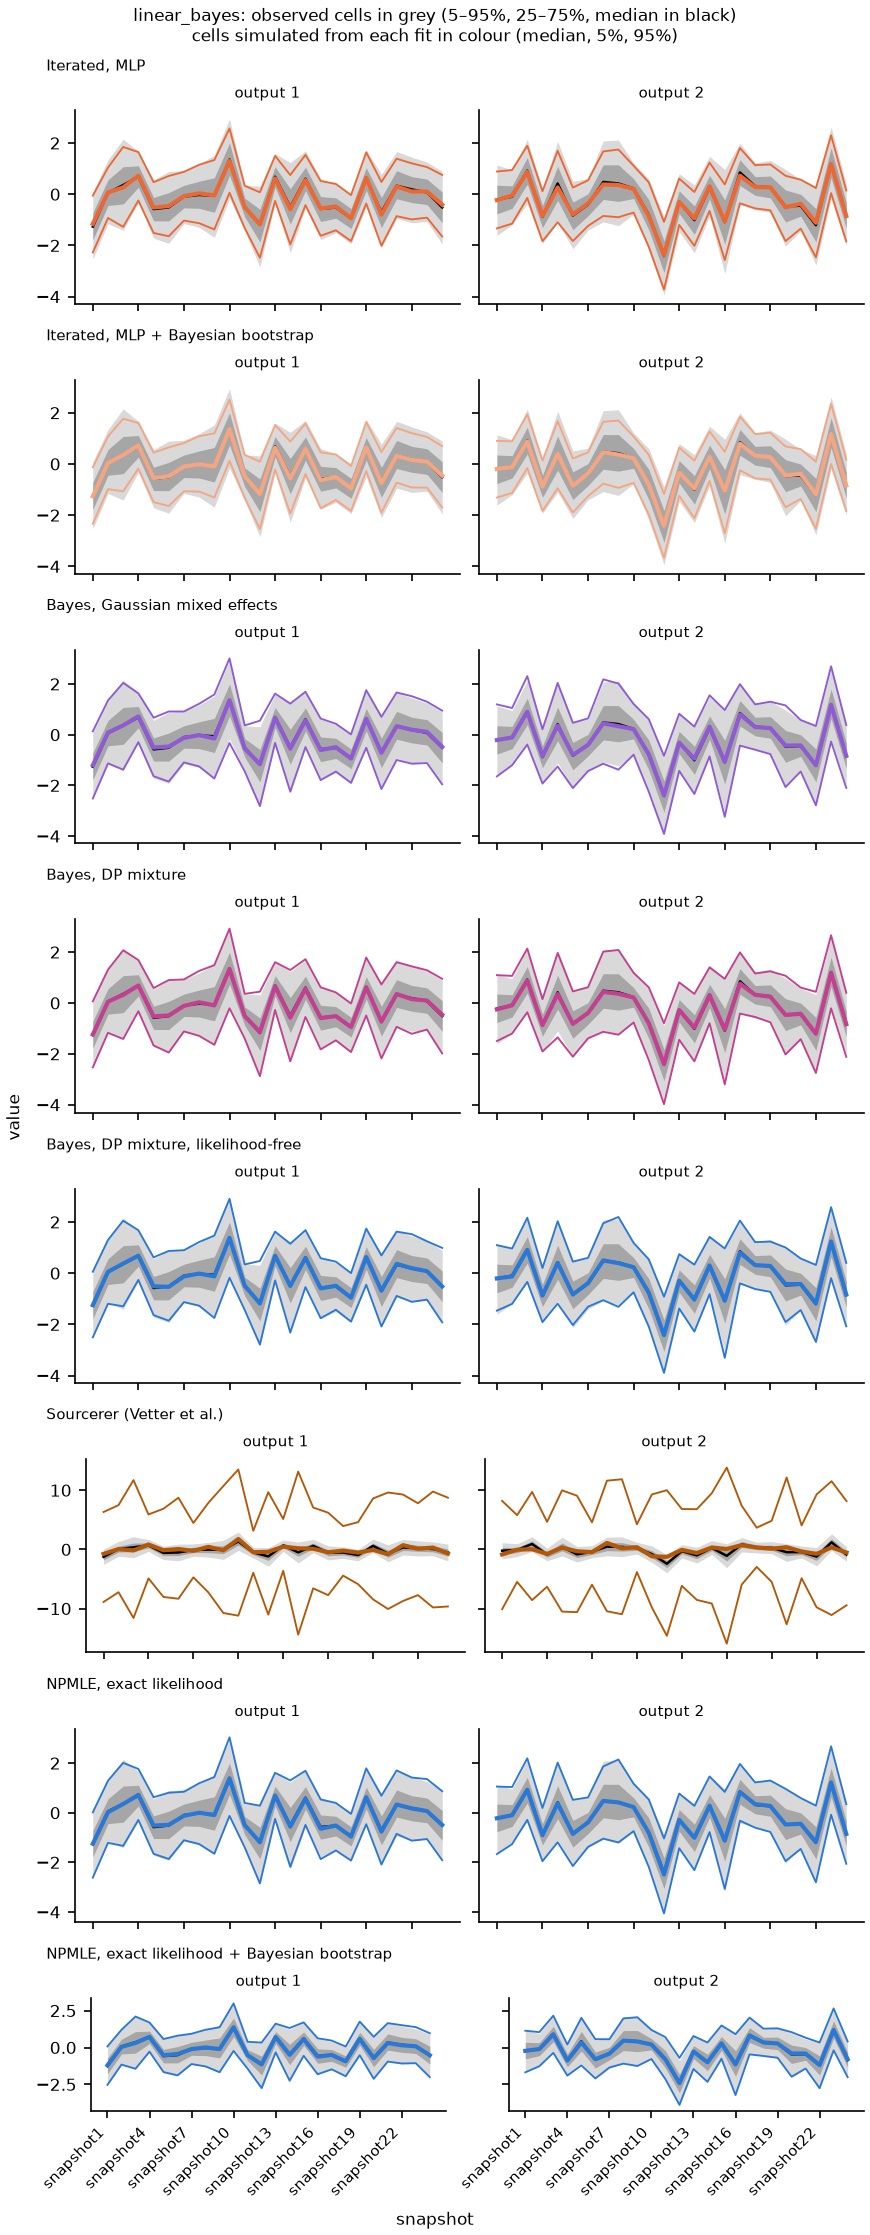 linear_bayes: observed cells in grey (5–95%, 25–75%, median in black)
cells simulated from each fit in colour (median, 5%, 95%)
Iterated, MLP
output 1 output 2
2
0
−2
−4
Iterated, MLP + Bayesian bootstrap
output 1 output 2
2
0
−2
−4
Bayes, Gaussian mixed effects
output 1 output 2
2
0
−2
−4
Bayes, DP mixture
output 1 output 2
2
0
−2
−4
value
Bayes, DP mixture, likelihood-free
output 1 output 2
2
0
−2
−4
Sourcerer (Vetter et al.)
output 1 output 2
10
0
−10
NPMLE, exact likelihood
output 1 output 2
2
0
−2
−4
NPMLE, exact likelihood + Bayesian bootstrap
output 1 output 2
2.5
0.0
−2.5
snapshot1 snapshot4 snapshot7 snapshot10 snapshot13 snapshot16 snapshot19 snapshot22 snapshot1 snapshot4 snapshot7 snapshot10 snapshot13 snapshot16 snapshot19 snapshot22
snapshot